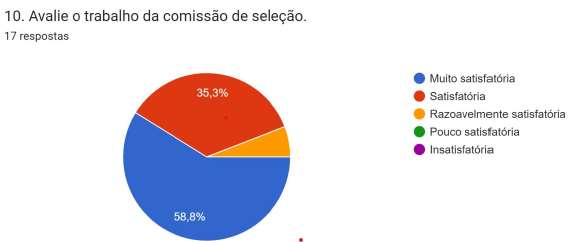 10. Avalie o trabalho da comissão de seleção.
17 respostas
35,3%
58,8%
Muito satisfatória
Satisfatória
Razoavelmente satisfatória
Pouco satisfatória
Insatisfatória